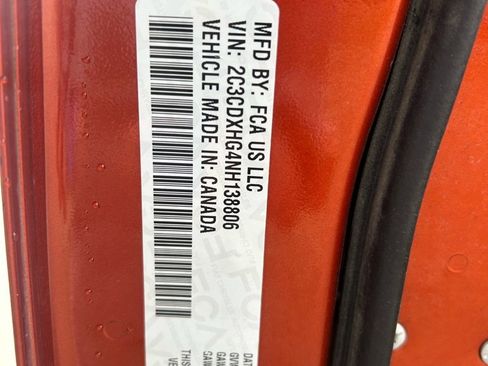 MFD BY: FCA US LLC
VIN: 2C3CDXHG4NH138806
VEHICLE MADE IN: CANADA